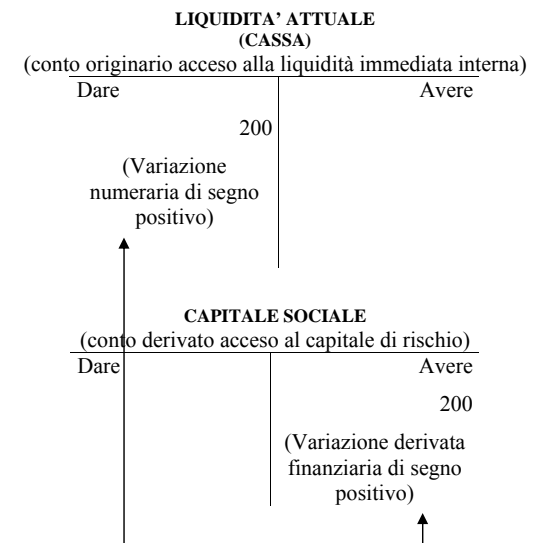 LIQUIDITA’ ATTUALE
(CASSA)
(conto originario acceso alla liquidità immediata interna)
Dare Avere
200
(Variazione
numeraria di segno
positivo)
CAPITALE SOCIALE
(conto derivato acceso al capitale di rischio)
Dare Avere
200
(Variazione derivata
finanziaria di segno
positivo)